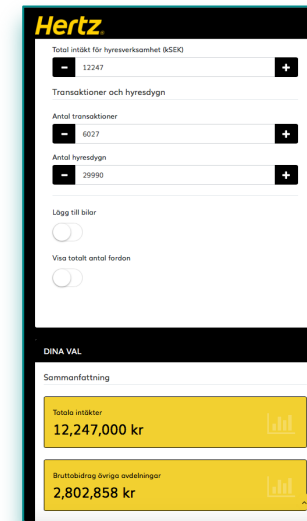 Hertz.
Total intäkt för hyresverksamhet (kSEK)
- 12247 +
Transaktioner och hyresdygn
Antal transaktioner
- 6027 +
Antal hyresdygn
- 29990 +
Lägg till bilar
Visa totalt antal fordon
DINA VAL
Sammanfattning
Totala intäkter
12,247,000 kr
Bruttobidrag övriga avdelningar
2,802,858 kr